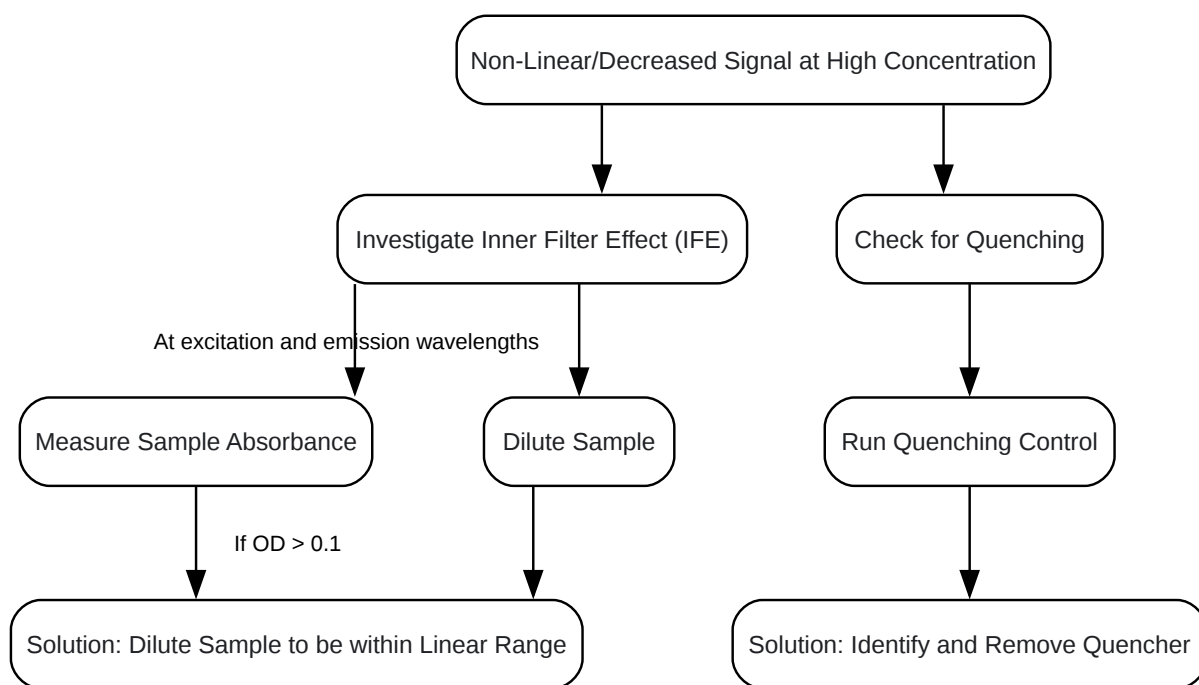 Non-Linear/Decreased Signal at High Concentration
Investigate Inner Filter Effect (IFE)
Check for Quenching
At excitation and emission wavelengths
Measure Sample Absorbance
Dilute Sample
Run Quenching Control
If OD > 0.1
Solution: Dilute Sample to be within Linear Range
Solution: Identify and Remove Quencher